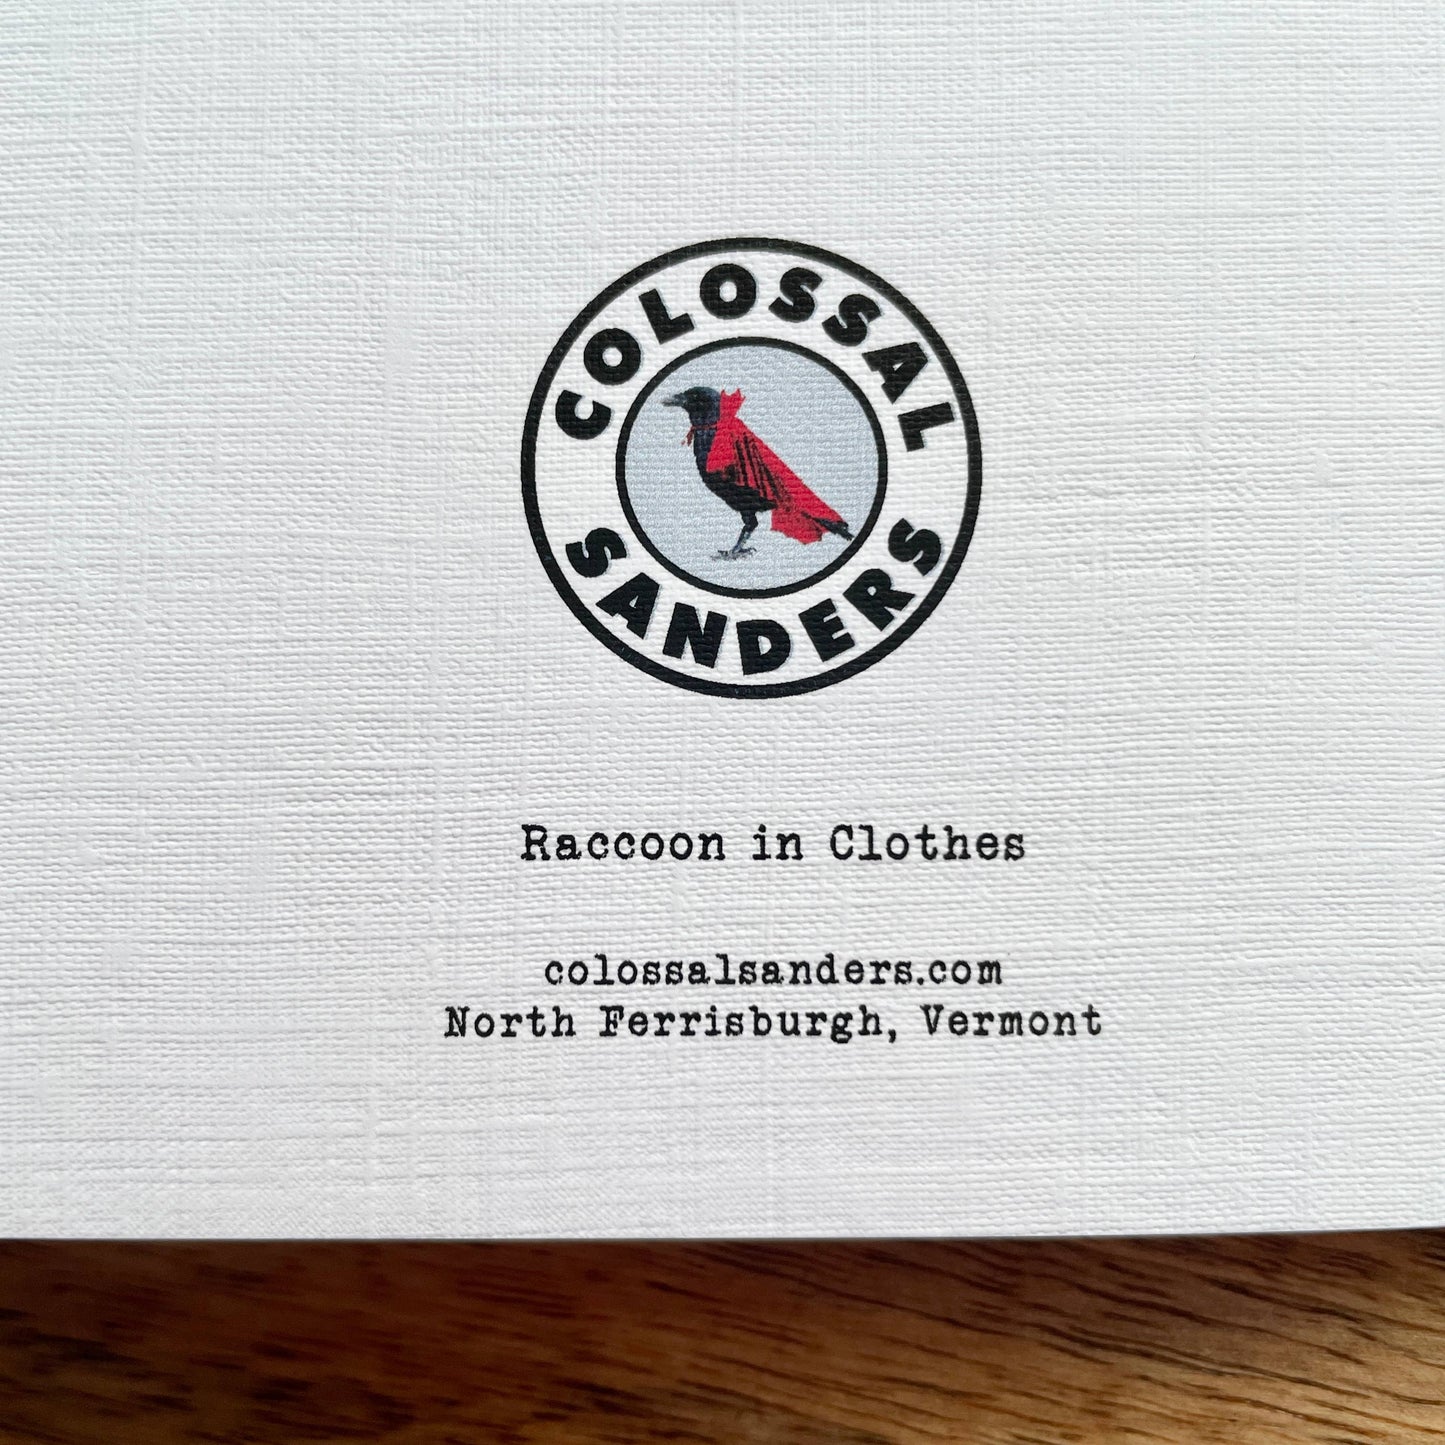 COLOSSAL
SANDERS
Raccoon in Clothes
colossalsanders.com
North Ferrisburgh, Vermont